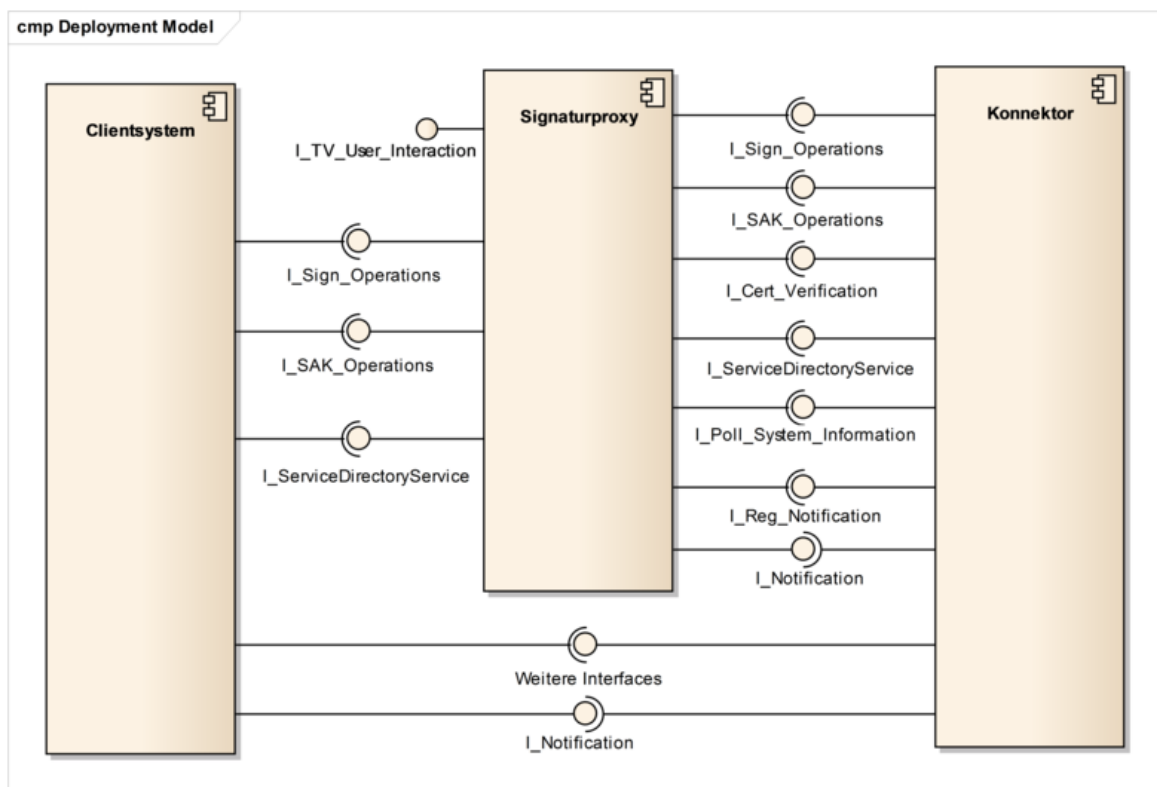 cmp Deployment Model
Clientsystem
Signaturproxy
Konnektor
I_TV_User_Interaction
I_Sign_Operations
I_SAK_Operations
I_ServiceDirectoryService
I_Sign_Operations
I_SAK_Operations
I_Cert_Verification
I_ServiceDirectoryService
I_Poll_System_Information
I_Reg_Notification
I_Notification
Weitere Interfaces
I_Notification